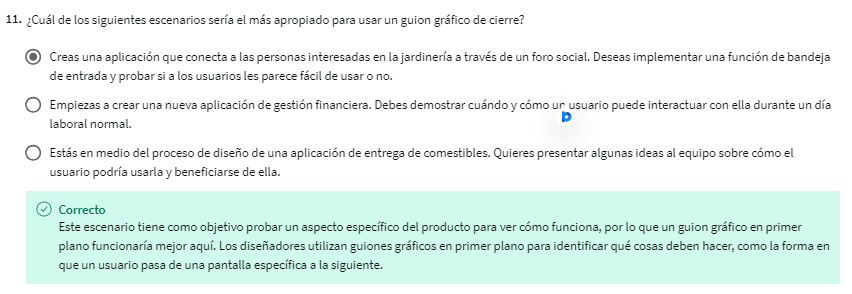 11. ¿Cuál de los siguientes escenarios sería el más apropiado para usar un guion gráfico de cierre?
Creas una aplicación que conecta a las personas interesadas en la jardinería a través de un foro social. Deseas implementar una función de bandeja
de entrada y probar si a los usuarios les parece fácil de usar o no.
Empiezas a crear una nueva aplicación de gestión financiera. Debes demostrar cuándo y cómo un usuario puede interactuar con ella durante un día
laboral normal.
Estás en medio del proceso de diseño de una aplicación de entrega de comestibles. Quieres presentar algunas ideas al equipo sobre cómo el
usuario podría usarla y beneficiarse de ella.
Correcto
Este escenario tiene como objetivo probar un aspecto específico del producto para ver cómo funciona, por lo que un guion gráfico en primer
plano funcionaría mejor aquí. Los diseñadores utilizan guiones gráficos en primer plano para identificar qué cosas deben hacer, como la forma en
que un usuario pasa de una pantalla específica a la siguiente.